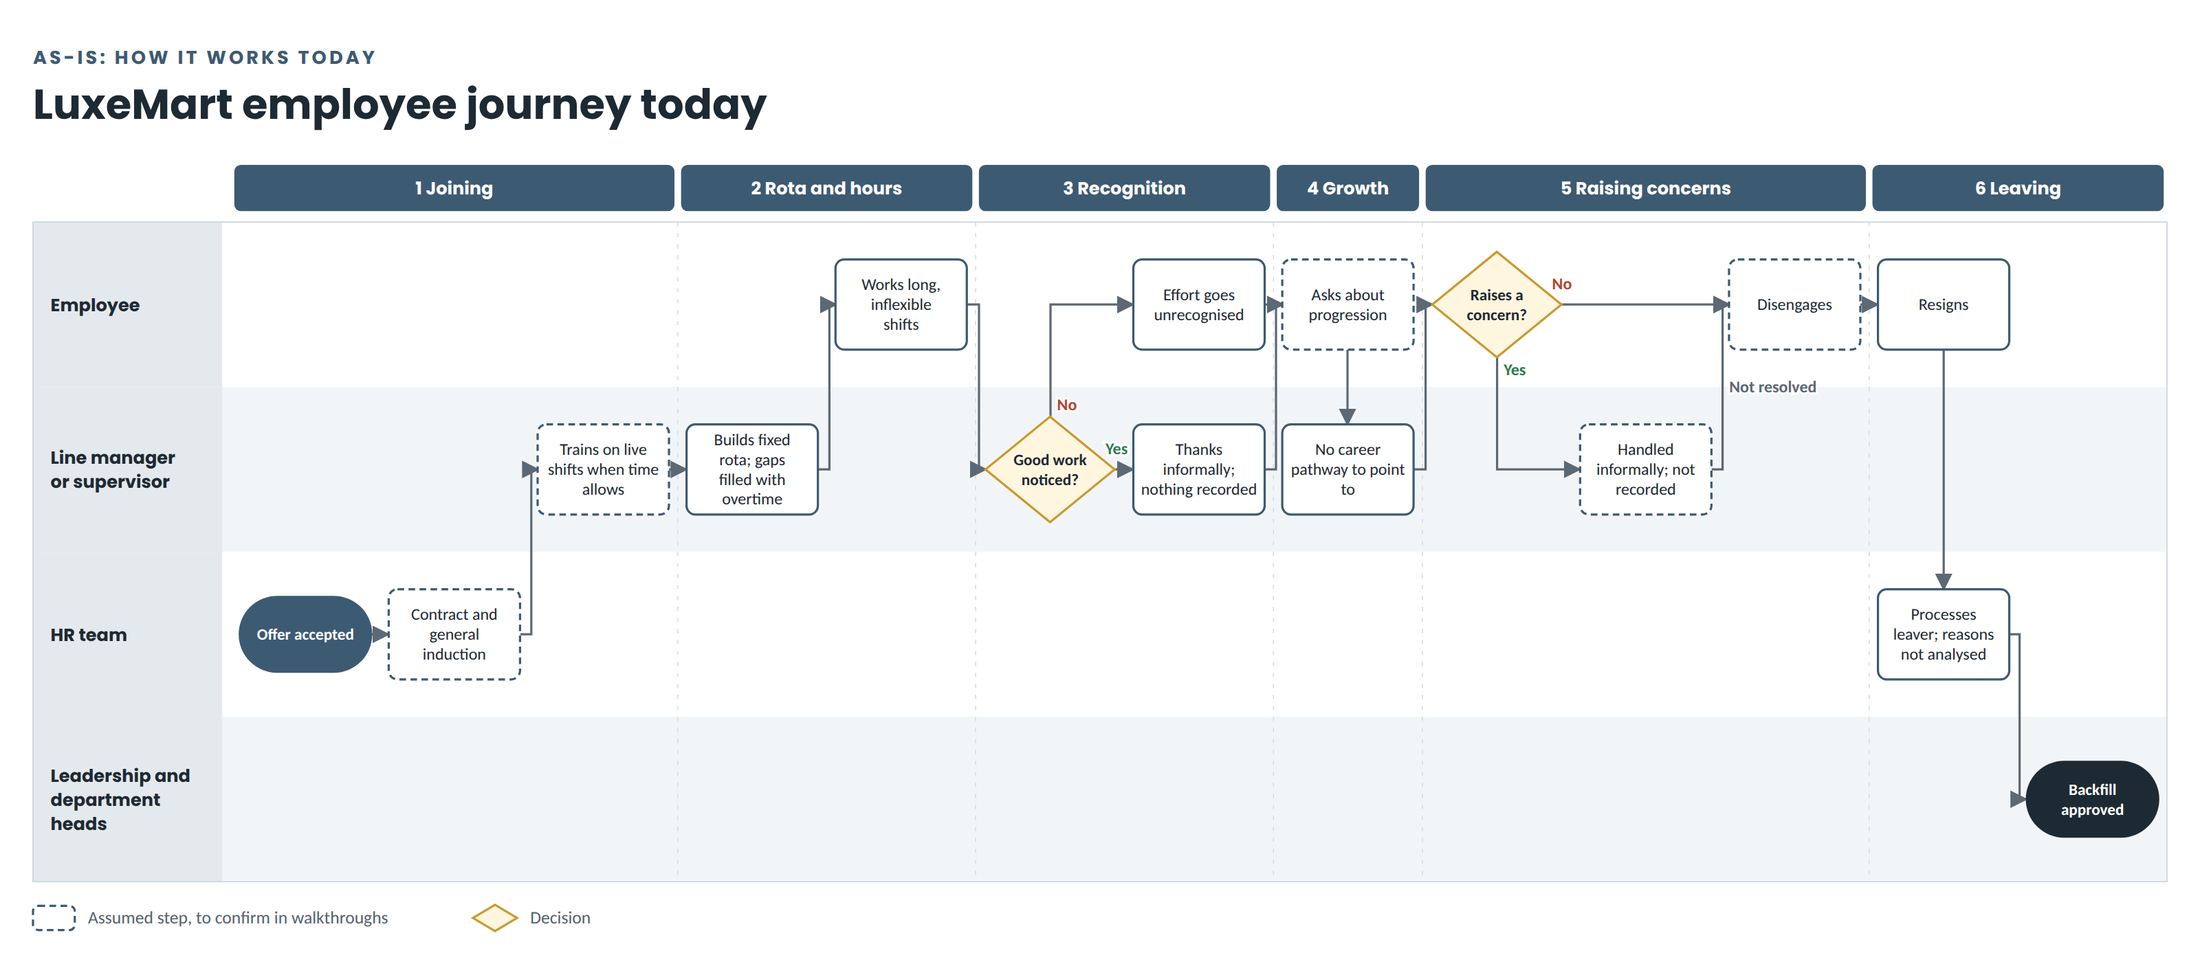 AS-IS: HOW IT WORKS TODAY
LuxeMart employee journey today
1 Joining
2 Rota and hours
3 Recognition
4 Growth
5 Raising concerns
6 Leaving
Employee
Works long,
inflexible
shifts
Effort goes
unrecognised
Asks about
progression
Raises a
concern?
No
Yes
Disengages
Resigns
Not resolved
Line manager
or supervisor
Trains on live
shifts when time
allows
Builds fixed
rota; gaps
filled with
overtime
No
Good work
noticed?
Yes
Thanks
informally;
nothing recorded
No career
pathway to point
to
Handled
informally; not
recorded
HR team
Offer accepted
Contract and
general
induction
Processes
leaver; reasons
not analysed
Leadership and
department
heads
Backfill
approved
Assumed step, to confirm in walkthroughs
Decision